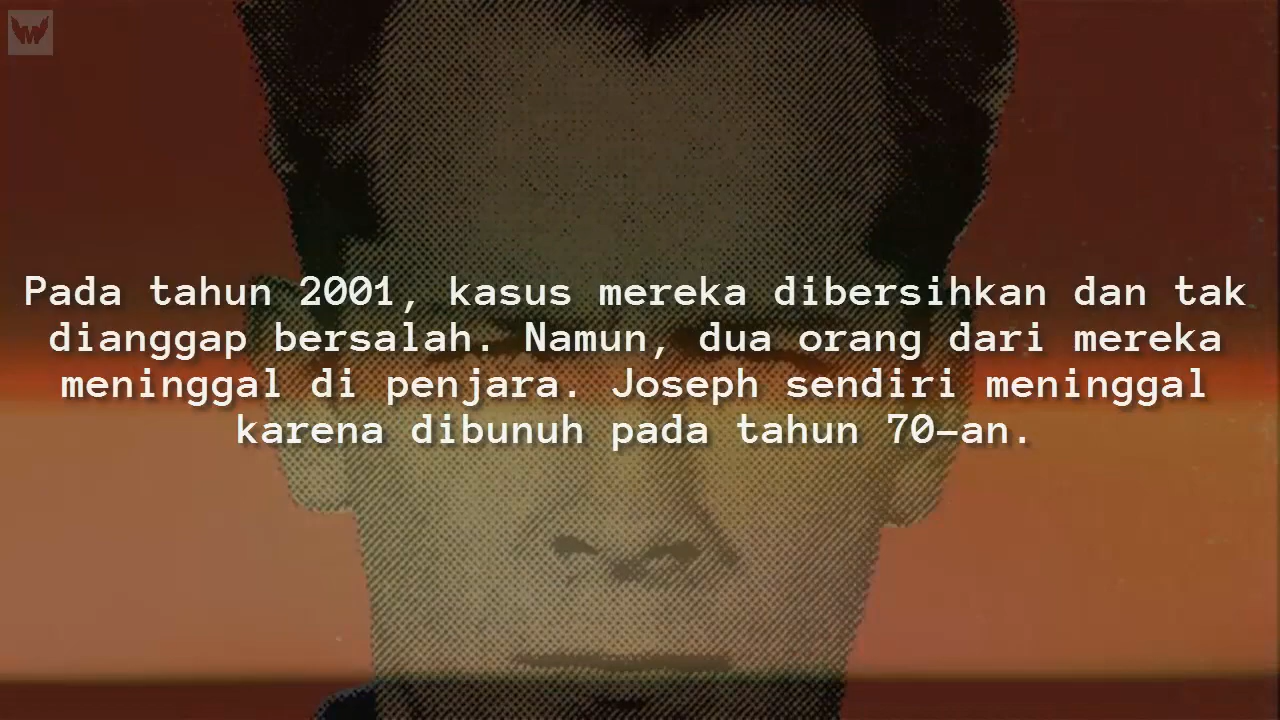 Pada tahun 2001, kasus mereka dibersihkan dan tak
dianggap bersalah. Namun, dua orang dari mereka
meninggal di penjara. Joseph sendiri meninggal
karena dibunuh pada tahun 70-an.